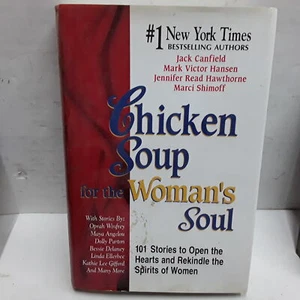 #1 New York Times
BESTSELLING AUTHORS
Jack Canfield
Mark Victor Hansen
Jennifer Read Hawthorne
Marci Shimoff
Chicken
Soup
for the Woman's
Soul
With Stories By:
Oprah Winfrey
Maya Angelou
Dolly Parton
Bessie Delaney
Linda Ellerbee
Kathie Lee Gifford
And Many More
101 Stories to Open the
Hearts and Rekindle the
Spirits of Women